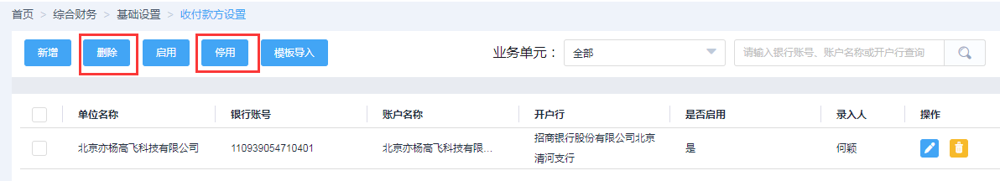 首页 > 综合财务 > 基础设置 > 收付款方设置
新增 删除 启用 停用 模板导入 业务单元： 全部 请输入银行账号、账户名称或开户行查询
单位名称 银行账号 账户名称 开户行 是否启用 录入人 操作
北京亦杨高飞科技有限公司 110939054710401 北京亦杨高飞科技有限... 招商银行股份有限公司北京 是 何颖
清河支行